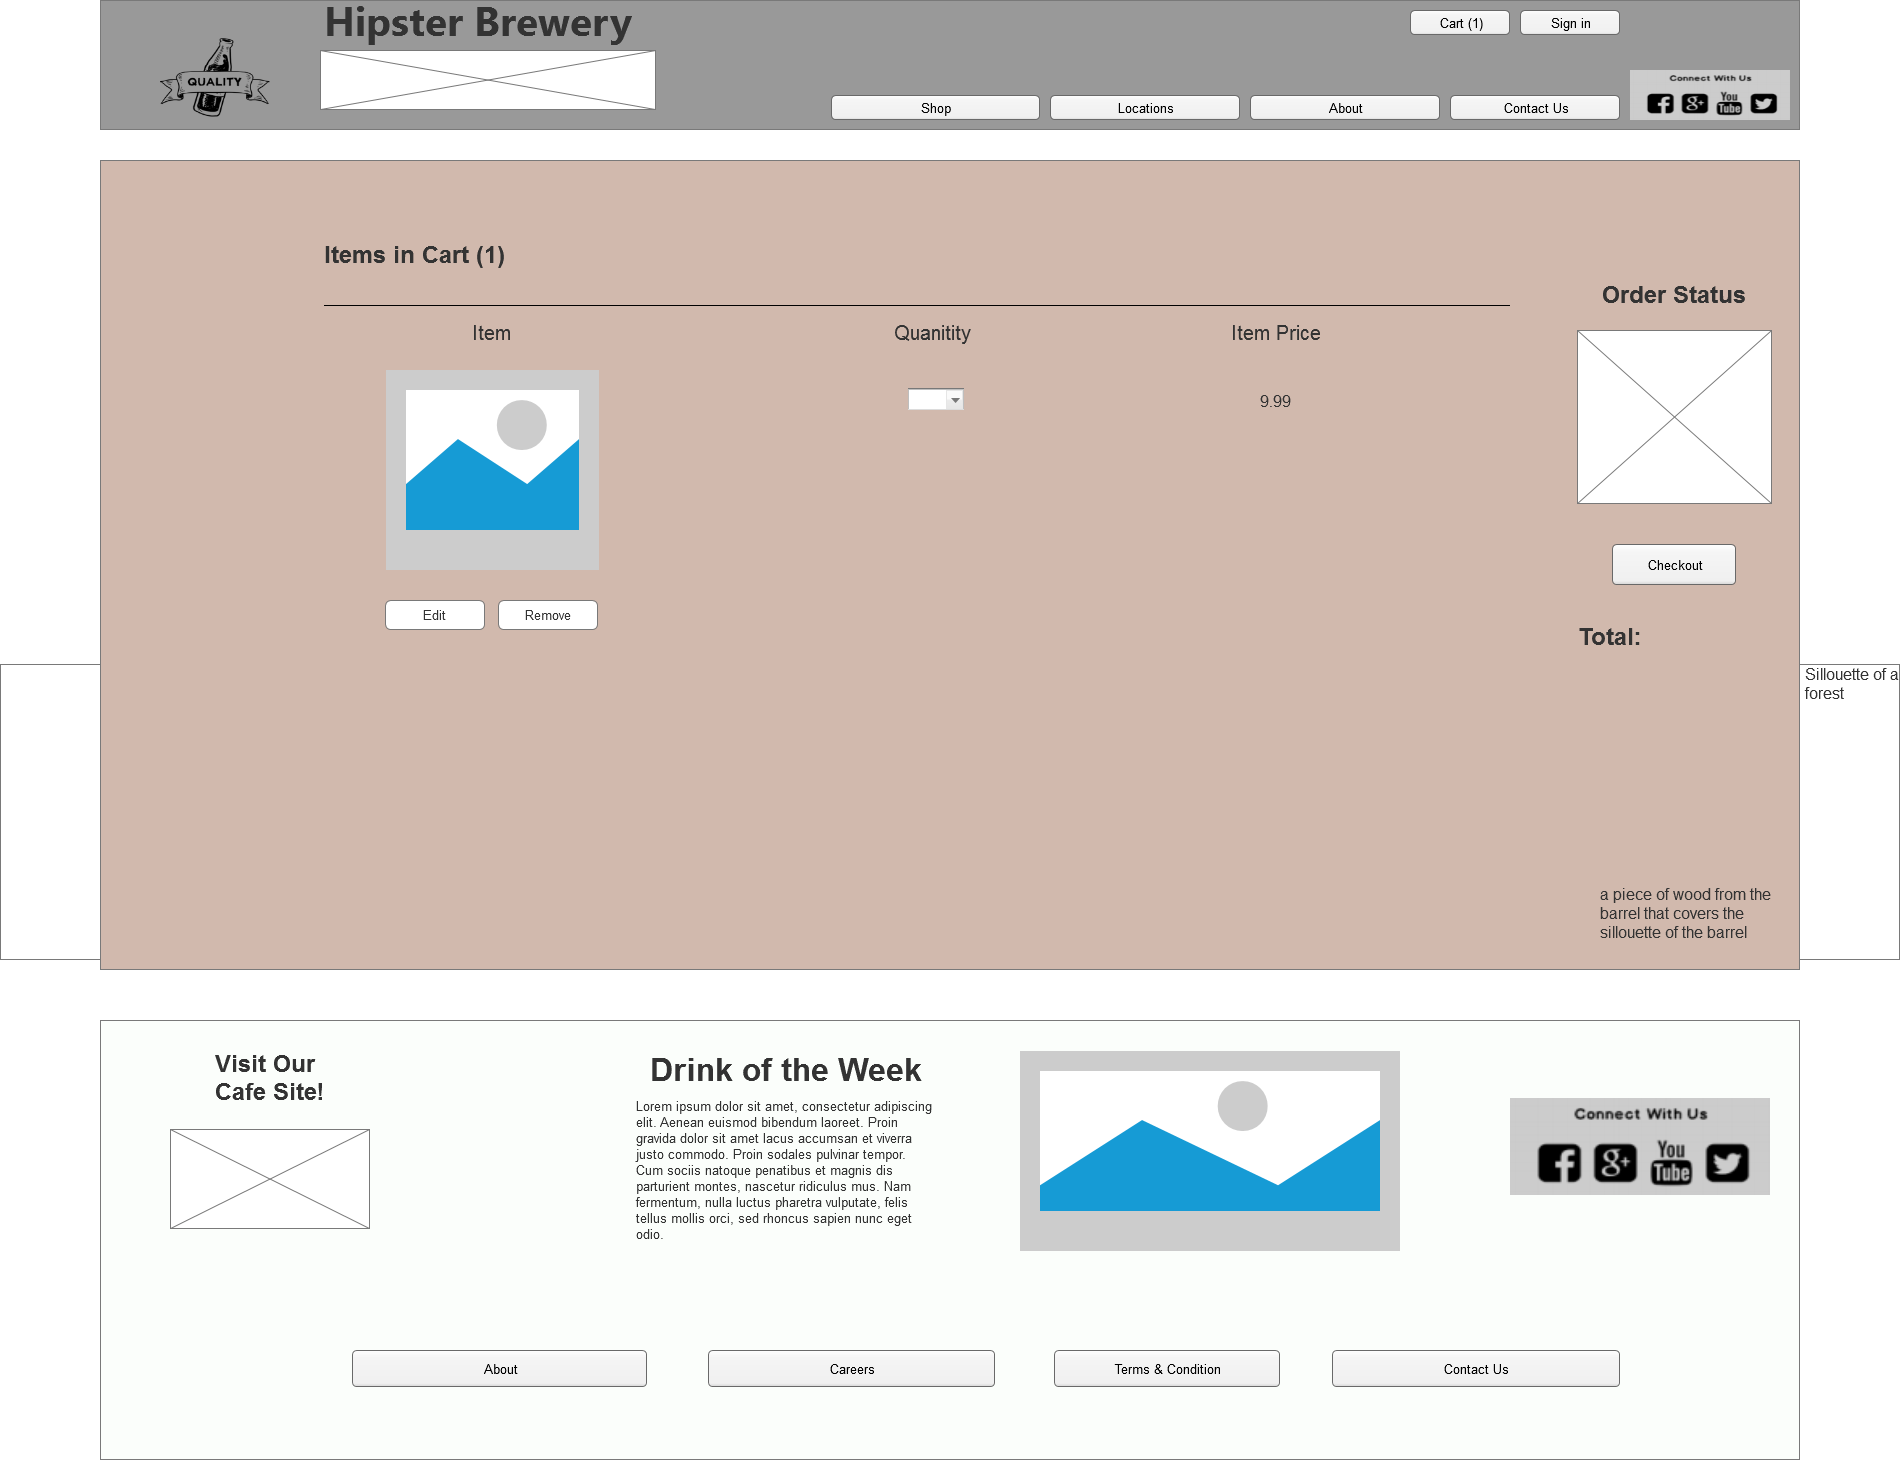 Hipster Brewery
Cart (1)
Sign in
QUALITY
Connect With Us
You
Tube
Shop
Locations
About
Contact Us
Items in Cart (1)
Order Status
Item
Quanitity
Item Price
9.99
Checkout
Edit
Remove
Total:
Sillouette of a
forest
a piece of wood from the
barrel that covers the
sillouette of the barrel
Visit Our
Cafe Site!
Drink of the Week
Lorem ipsum dolor sit amet, consectetur adipiscing
elit. Aenean euismod bibendum laoreet. Proin
gravida dolor sit amet lacus accumsan et viverra
justo commodo. Proin sodales pulvinar tempor.
Cum sociis natoque penatibus et magnis dis
parturient montes, nascetur ridiculus mus. Nam
fermentum, nulla luctus pharetra vulputate, felis
tellus mollis orci, sed rhoncus sapien nunc eget
odio.
Connect With Us
You
Tube
About
Careers
Terms & Condition
Contact Us